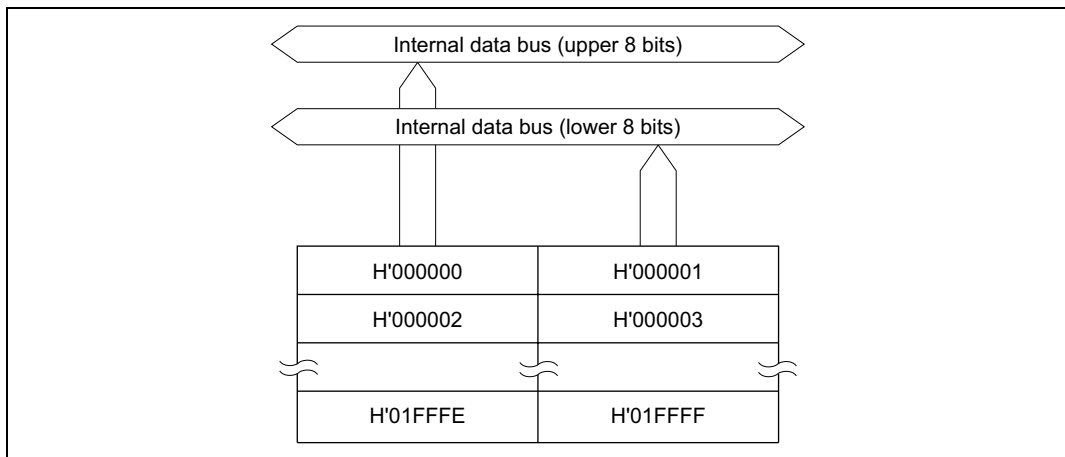 Internal data bus (upper 8 bits)
Internal data bus (lower 8 bits)
H'000000 H'000001
H'000002 H'000003
H'01FFFE H'01FFFF